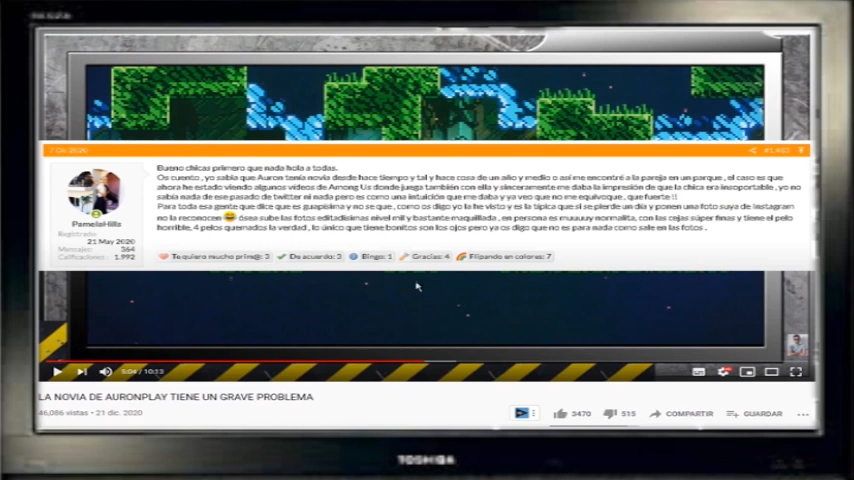 7 Dic 2020
#1,463
Bueno chicas primero que nada hola a todas.
Os cuento , yo sabía que Auron tenía novia desde hace tiempo y tal y hace cosa de un año y medio o así me encontré a la pareja en un parque , el caso es que
ahora he estado viendo algunos vídeos de Among Us donde juega también con ella y sinceramente me daba la impresión de que la chica era insoportable , yo no
sabía nada de ese pasado de twitter ni nada pero es como una intuición que me daba y ya veo que no me equivoque, que fuerte !!
Para toda esa gente que dice que es guapísima y no se que , como os digo yo la he visto y es la típica que si se pierde un día y ponen una foto suya de Instagram
no la reconocen 😄 ósea sube las fotos editadísimas nivel mil y bastante maquillada , en persona es muuuuy normalita, con las cejas súper finas y tiene el pelo
horrible, 4 pelos quemados la verdad , lo único que tiene bonitos son los ojos pero ya os digo que no es para nada como sale en las fotos .
PamelaHills
Registrado:
21 May 2020
Mensajes: 364
Calificaciones: 1.992
Te quiero mucho prim@: 3 De acuerdo: 3 Bingo: 1 Gracias: 4 Flipando en colores: 7
5:04 / 10:13
LA NOVIA DE AURONPLAY TIENE UN GRAVE PROBLEMA
46,086 vistas • 21 dic. 2020
3470 515 COMPARTIR GUARDAR
TOSHIBA